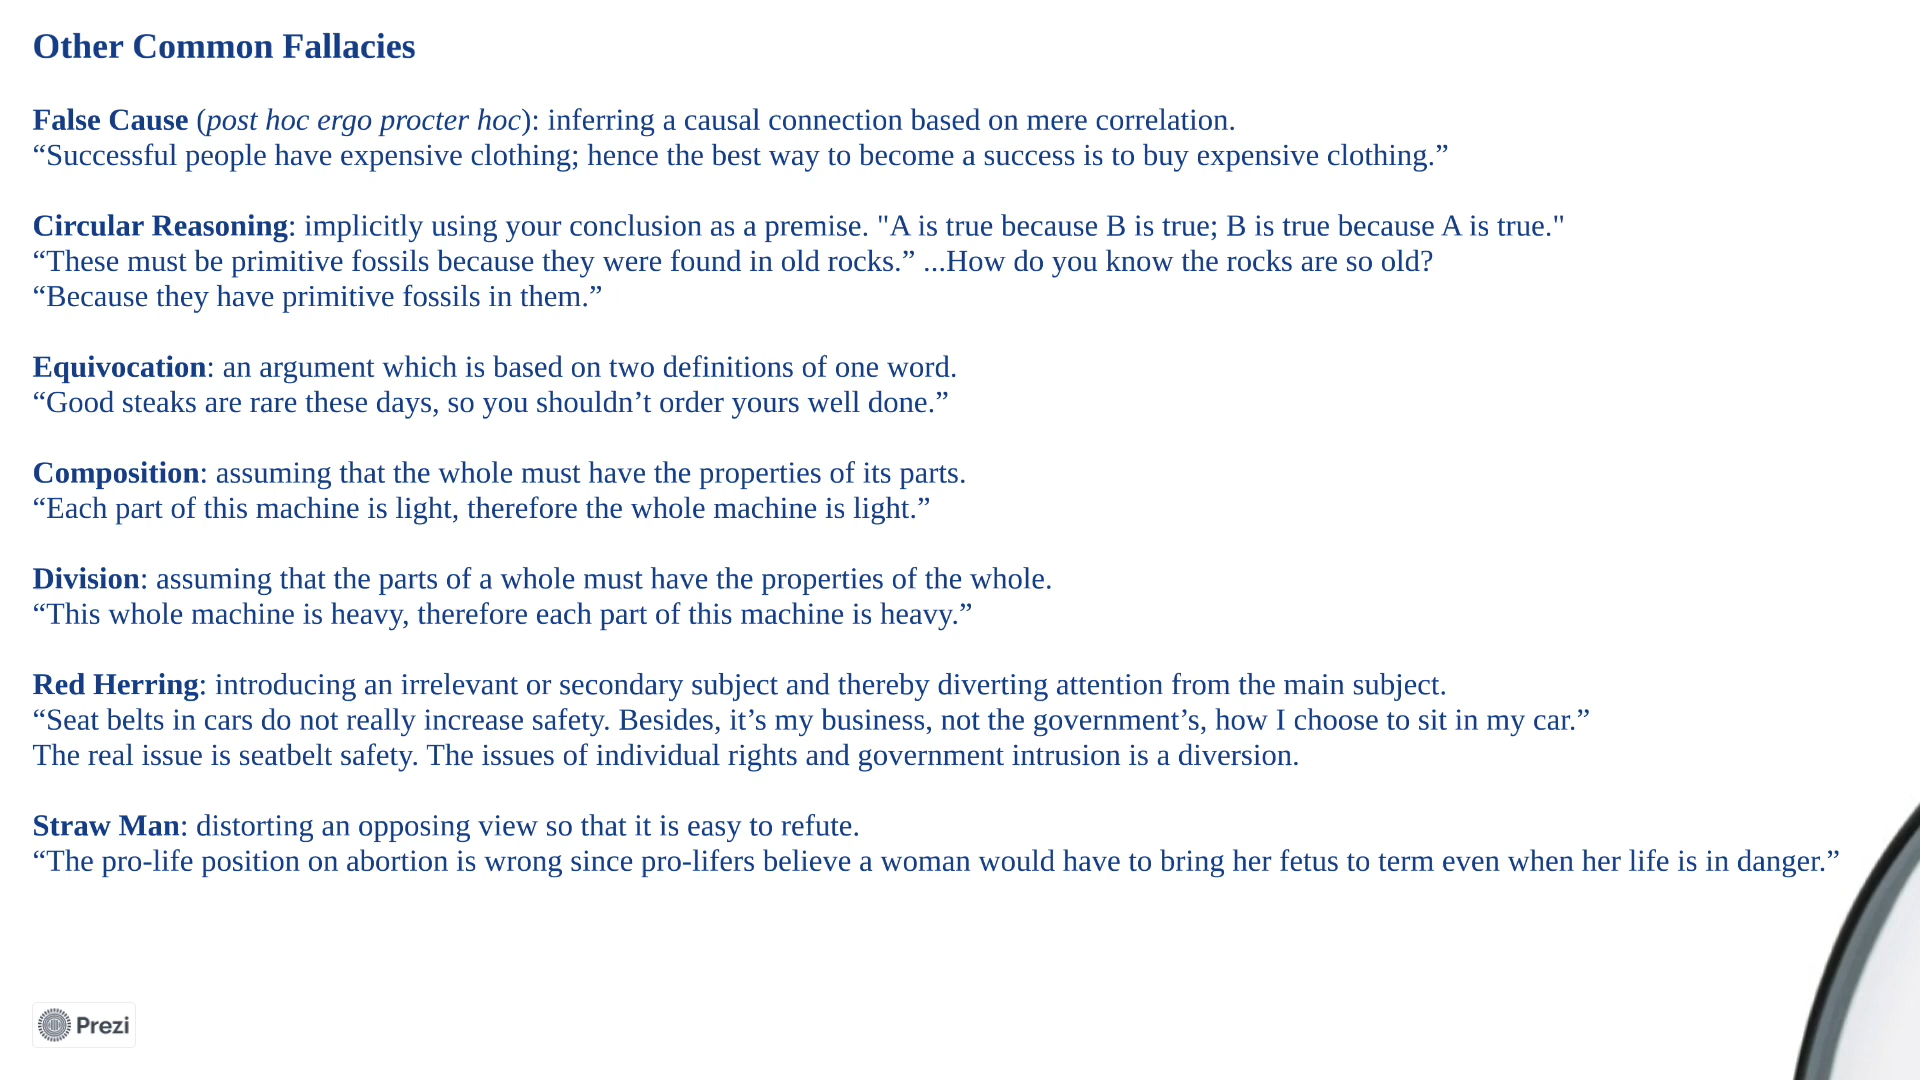 Other Common Fallacies
False Cause (post hoc ergo procter hoc): inferring a causal connection based on mere correlation.
“Successful people have expensive clothing; hence the best way to become a success is to buy expensive clothing.”
Circular Reasoning: implicitly using your conclusion as a premise. "A is true because B is true; B is true because A is true."
“These must be primitive fossils because they were found in old rocks.” ...How do you know the rocks are so old?
“Because they have primitive fossils in them.”
Equivocation: an argument which is based on two definitions of one word.
“Good steaks are rare these days, so you shouldn’t order yours well done.”
Composition: assuming that the whole must have the properties of its parts.
“Each part of this machine is light, therefore the whole machine is light.”
Division: assuming that the parts of a whole must have the properties of the whole.
“This whole machine is heavy, therefore each part of this machine is heavy.”
Red Herring: introducing an irrelevant or secondary subject and thereby diverting attention from the main subject.
“Seat belts in cars do not really increase safety. Besides, it’s my business, not the government’s, how I choose to sit in my car.”
The real issue is seatbelt safety. The issues of individual rights and government intrusion is a diversion.
Straw Man: distorting an opposing view so that it is easy to refute.
“The pro-life position on abortion is wrong since pro-lifers believe a woman would have to bring her fetus to term even when her life is in danger.”
Prezi